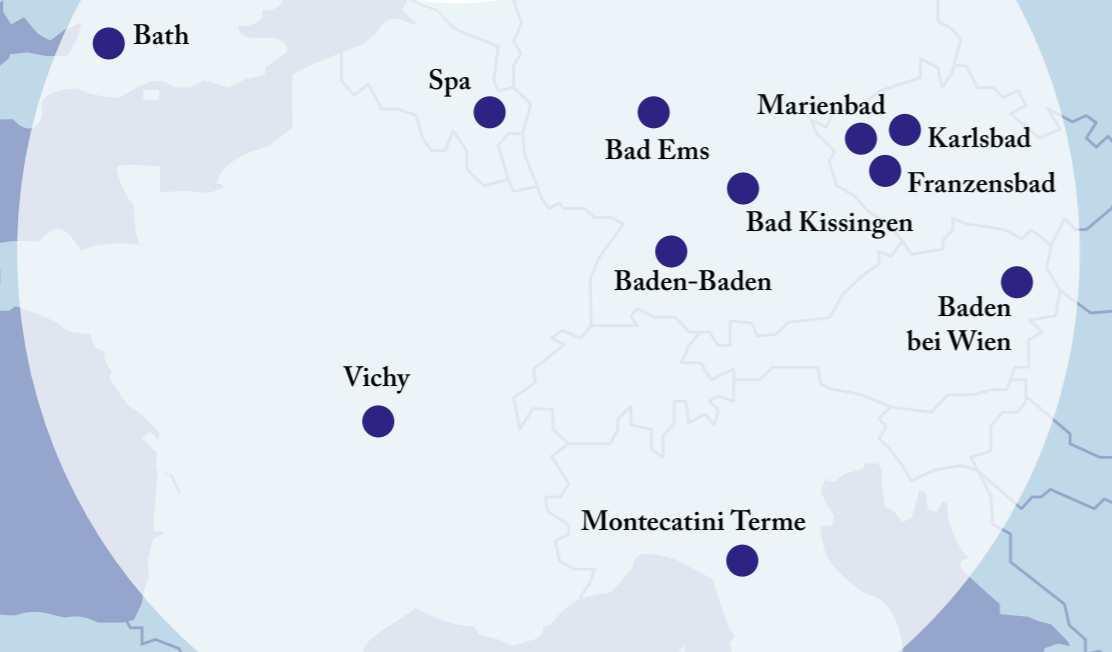 Bath
Spa
Marienbad
Karlsbad
Bad Ems
Franzensbad
Bad Kissingen
Baden-Baden
Baden
bei Wien
Vichy
Montecatini Terme